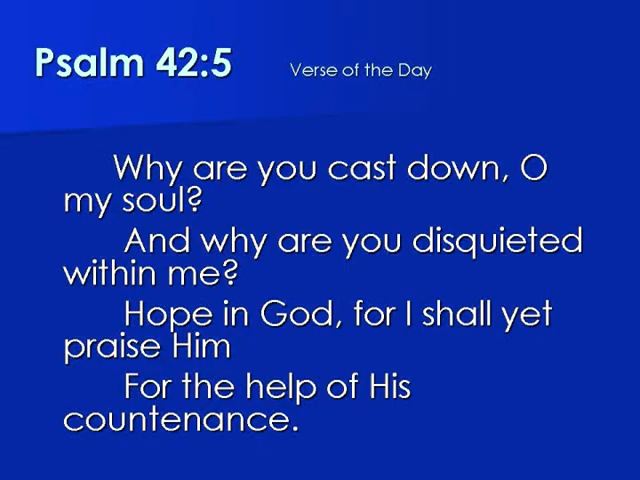 Psalm 42:5 Verse of the Day
Why are you cast down, O
my soul?
And why are you disquieted
within me?
Hope in God, for I shall yet
praise Him
For the help of His
countenance.